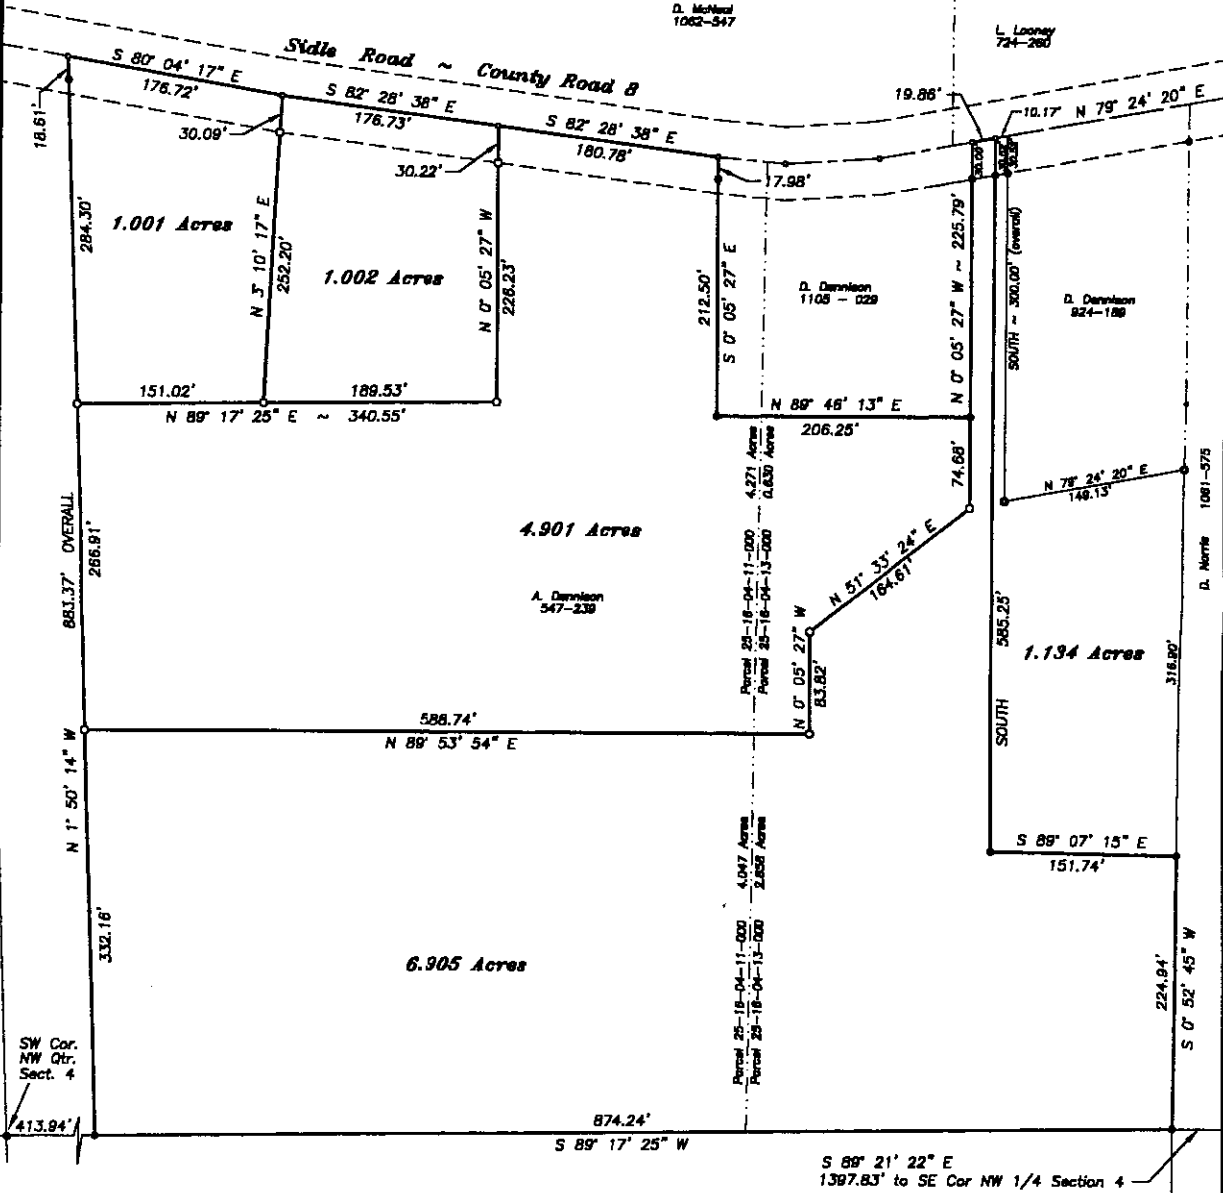 D. McNeal
1062-547
L. Looney
724-260
Sidle Road ~ County Road 8
S 80° 04' 17" E
176.72'
S 82° 28' 38" E
176.73'
S 82° 28' 38" E
180.78'
19.86'
10.17'
N 79° 24' 20" E
18.61'
30.09'
30.22'
17.98'
30.00'
284.30'
1.001 Acres
N 3° 10' 17" E
252.20'
1.002 Acres
N 0° 05' 27" W
226.23'
212.50'
S 0° 05' 27" E
D. Dennison
1105 - 029
N 0° 05' 27" W ~ 225.79'
SOUTH ~ 300.00' (overall)
D. Dennison
924-189
151.02'
189.53'
N 89° 17' 25" E ~ 340.55'
N 89° 46' 13" E
206.25'
4.271 Acres
0.630 Acres
74.68'
N 79° 24' 20" E
149.13'
1081-575
D. Norris
883.37' OVERALL
266.91'
4.901 Acres
A. Dennison
547-239
Parcel 25-16-04-11-000
Parcel 25-16-04-13-000
N 51° 33' 24" E
164.61'
N 0° 05' 27" W
83.82'
585.25'
SOUTH
1.134 Acres
316.90'
588.74'
N 89° 53' 54" E
N 1° 50' 14" W
4.047 Acres
2.858 Acres
S 89° 07' 15" E
151.74'
332.16'
6.905 Acres
Parcel 25-16-04-11-000
Parcel 25-16-04-13-000
224.94'
S 0° 52' 45" W
SW Cor.
NW Qtr.
Sect. 4
413.94'
874.24'
S 89° 17' 25" W
S 89° 21' 22" E
1397.83' to SE Cor NW 1/4 Section 4